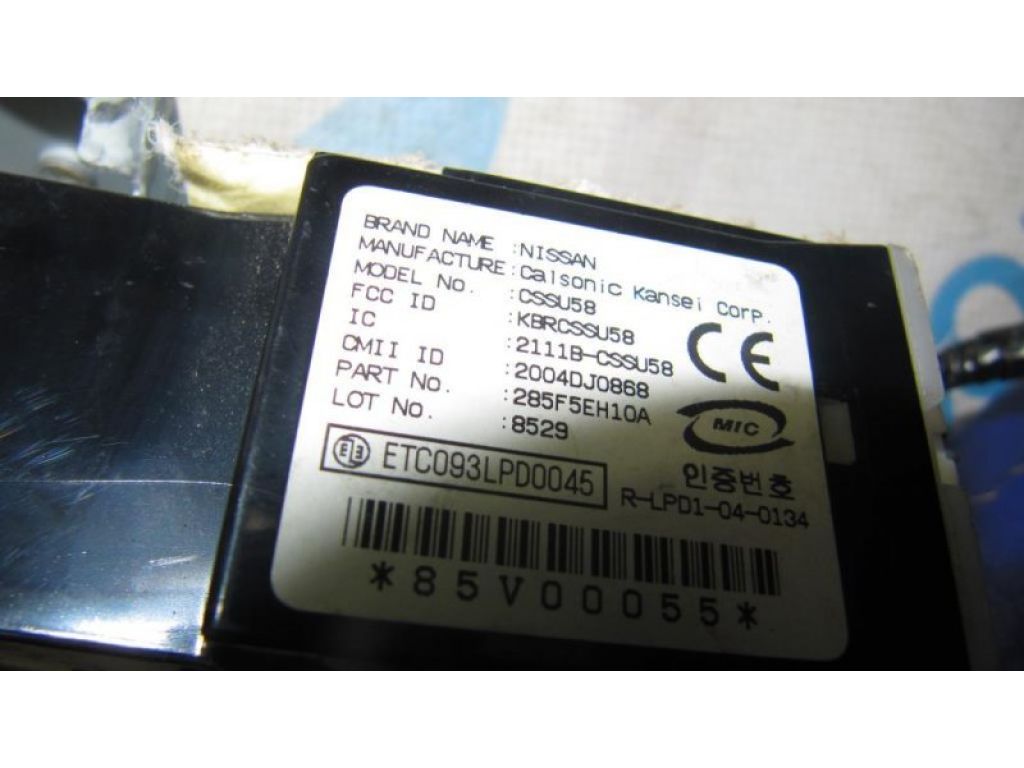 BRAND NAME :NISSAN
MANUFACTURE:Calsonic Kansei Corp.
MODEL No. :CSSU58
FCC ID :KBRCSSU58
IC :2111B-CSSU58
CMII ID :2004DJ0868
PART No. :285F5EH10A
LOT No. :8529
CE
MIC
인증번호
ETC093LPD0045
R-LPD1-04-0134
*85V00055*